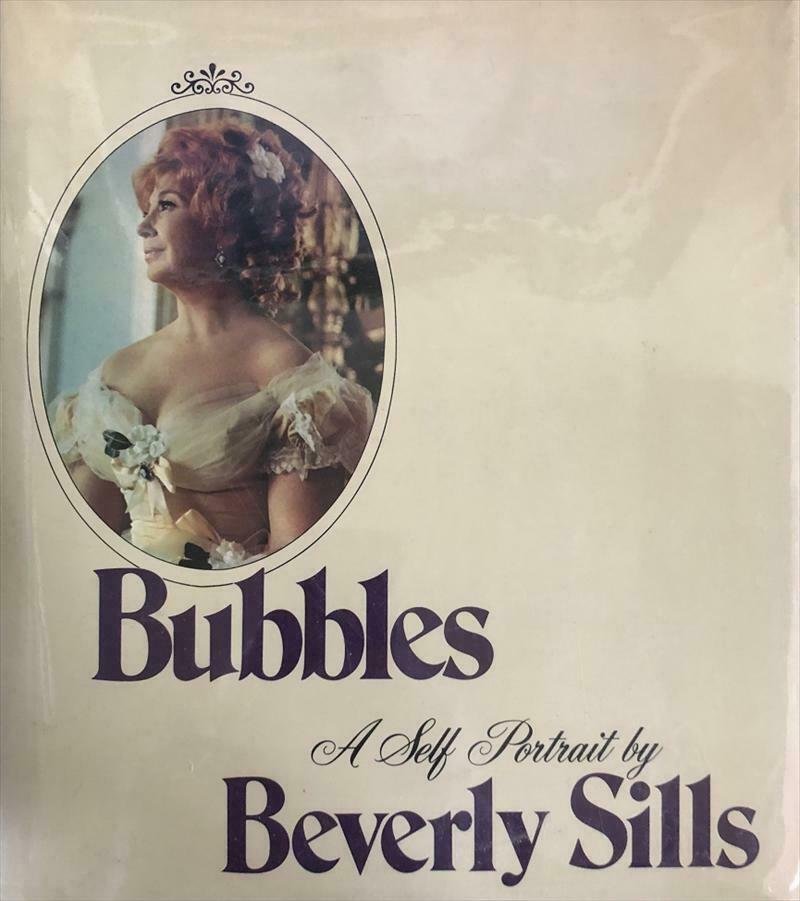 Bubbles
A Self Portrait by
Beverly Sills